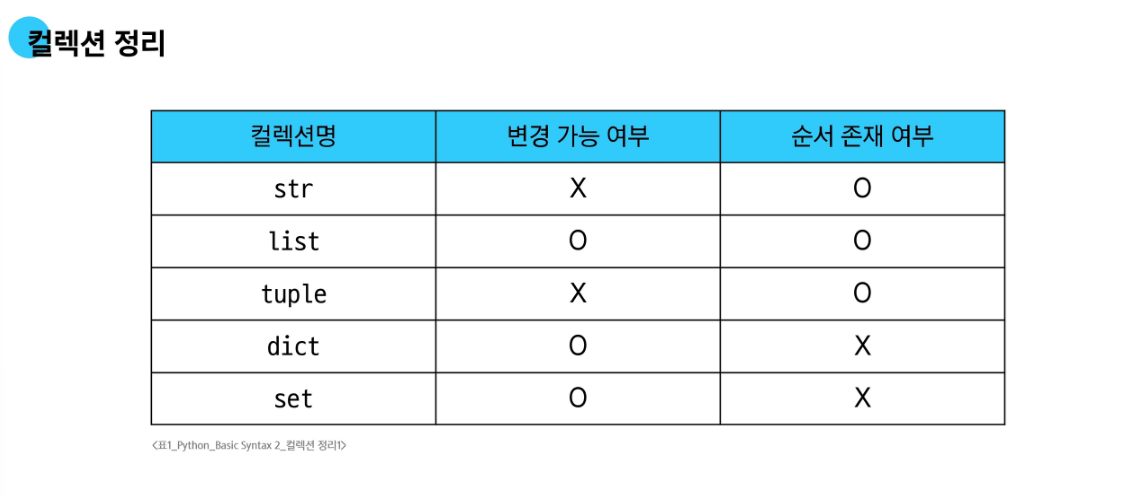 컬렉션 정리
컬렉션명 변경 가능 여부 순서 존재 여부
str X O
list O O
tuple X O
dict O X
set O X
<표1_Python_Basic Syntax 2_컬렉션 정리1>